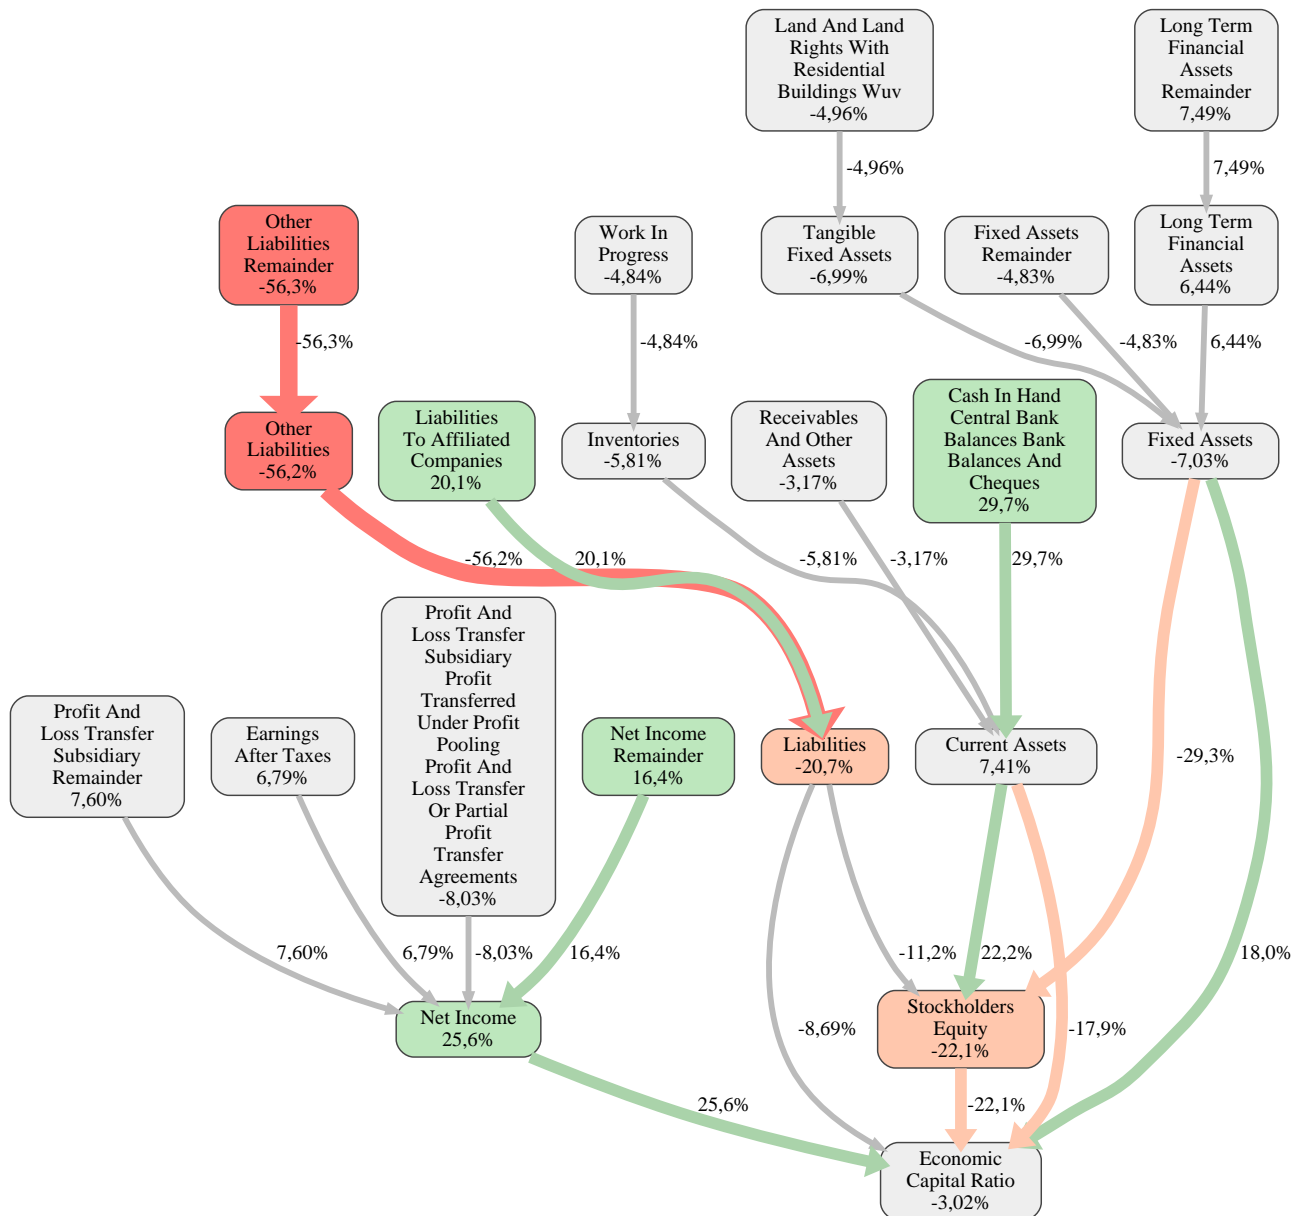 Land And Land
Rights With
Residential
Buildings Wuv
-4,96%
Long Term
Financial
Assets
Remainder
7,49%
-4,96%
7,49%
Other
Liabilities
Remainder
-56,3%
Work In
Progress
-4,84%
Tangible
Fixed Assets
-6,99%
Fixed Assets
Remainder
-4,83%
Long Term
Financial
Assets
6,44%
-56,3%
-4,84%
-6,99%
-4,83%
6,44%
Other
Liabilities
-56,2%
Liabilities
To Affiliated
Companies
20,1%
Inventories
-5,81%
Receivables
And Other
Assets
-3,17%
Cash In Hand
Central Bank
Balances Bank
Balances And
Cheques
29,7%
Fixed Assets
-7,03%
-56,2%
20,1%
-5,81%
-3,17%
29,7%
Profit And
Loss Transfer
Subsidiary
Remainder
7,60%
Earnings
After Taxes
6,79%
Profit And
Loss Transfer
Subsidiary
Profit
Transferred
Under Profit
Pooling
Profit And
Loss Transfer
Or Partial
Profit
Transfer
Agreements
-8,03%
Net Income
Remainder
16,4%
Liabilities
-20,7%
Current Assets
7,41%
-29,3%
7,60%
6,79%
-8,03%
16,4%
-11,2%
22,2%
18,0%
Net Income
25,6%
Stockholders
Equity
-22,1%
-8,69%
-17,9%
25,6%
-22,1%
Economic
Capital Ratio
-3,02%